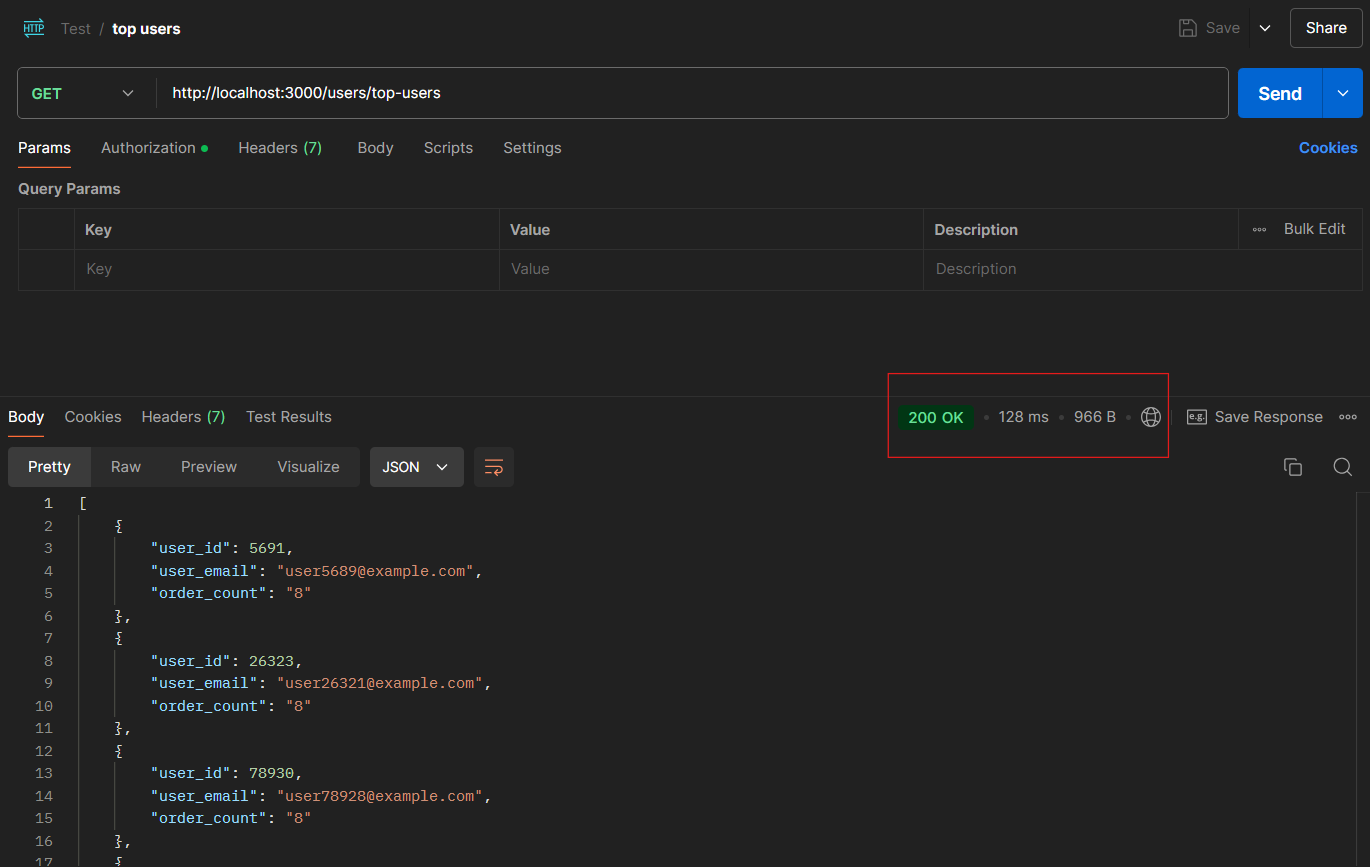 HTTP Test / top users Save Share
GET http://localhost:3000/users/top-users Send
Params Authorization Headers (7) Body Scripts Settings Cookies
Query Params
Key Value Description Bulk Edit
Key Value Description
Body Cookies Headers (7) Test Results 200 OK • 128 ms • 966 B • e.g. Save Response
Pretty Raw Preview Visualize JSON
1 [
2 {
3 "user_id": 5691,
4 "user_email": "user5689@example.com",
5 "order_count": "8"
6 },
7 {
8 "user_id": 26323,
9 "user_email": "user26321@example.com",
10 "order_count": "8"
11 },
12 {
13 "user_id": 78930,
14 "user_email": "user78928@example.com",
15 "order_count": "8"
16 },
17 {